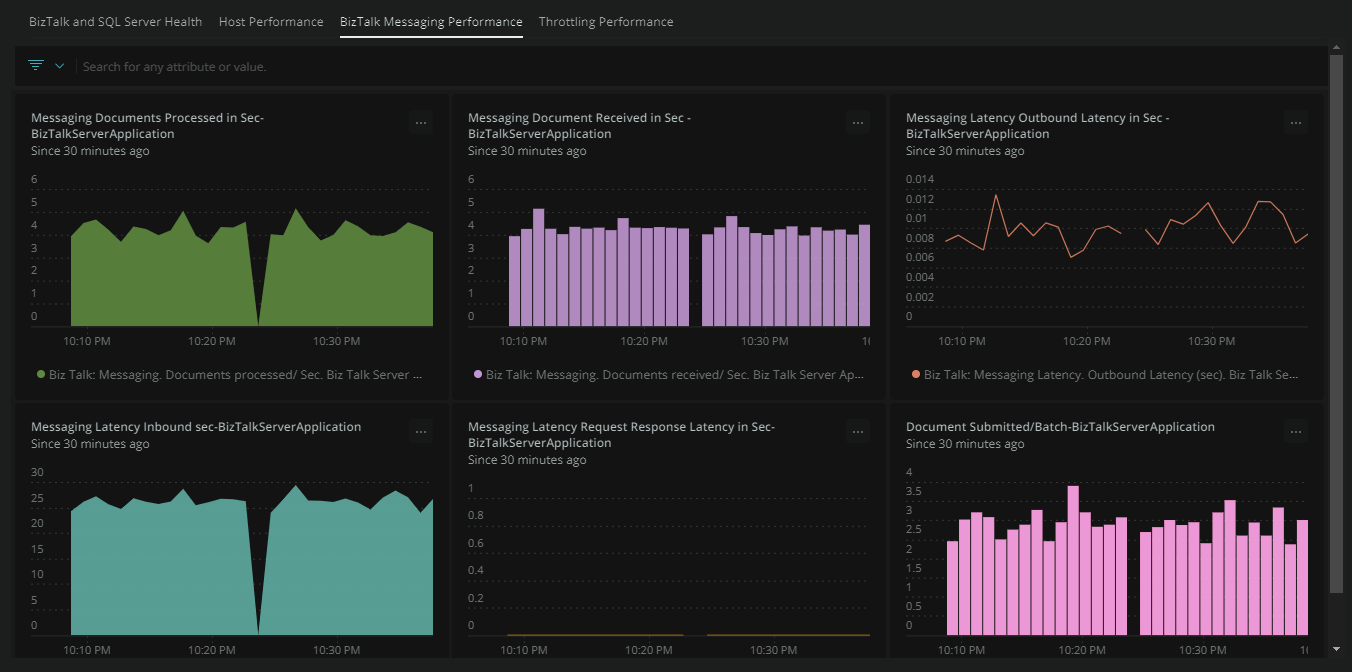 BizTalk and SQL Server Health Host Performance BizTalk Messaging Performance Throttling Performance
Search for any attribute or value.
Messaging Documents Processed in Sec-
BizTalkServerApplication
Since 30 minutes ago
...
6
5
4
3
2
1
0
10:10 PM 10:20 PM 10:30 PM
Biz Talk: Messaging. Documents processed/ Sec. Biz Talk Server ...
Messaging Document Received in Sec -
BizTalkServerApplication
Since 30 minutes ago
...
6
5
4
3
2
1
0
10:10 PM 10:20 PM 10:30 PM 1(
Biz Talk: Messaging. Documents received/ Sec. Biz Talk Server Ap...
Messaging Latency Outbound Latency in Sec -
BizTalkServerApplication
Since 30 minutes ago
...
0.014
0.012
0.01
0.008
0.006
0.004
0.002
0
10:10 PM 10:20 PM 10:30 PM
Biz Talk: Messaging Latency. Outbound Latency (sec). Biz Talk Se...
Messaging Latency Inbound sec-BizTalkServerApplication
Since 30 minutes ago
...
30
25
20
15
10
5
0
10:10 PM 10:20 PM 10:30 PM
Messaging Latency Request Response Latency in Sec-
BizTalkServerApplication
Since 30 minutes ago
...
1
0.8
0.6
0.4
0.2
0
10:10 PM 10:20 PM 10:30 PM
Document Submitted/Batch-BizTalkServerApplication
Since 30 minutes ago
...
4
3.5
3
2.5
2
1.5
1
0.5
0
10:10 PM 10:20 PM 10:30 PM 1(